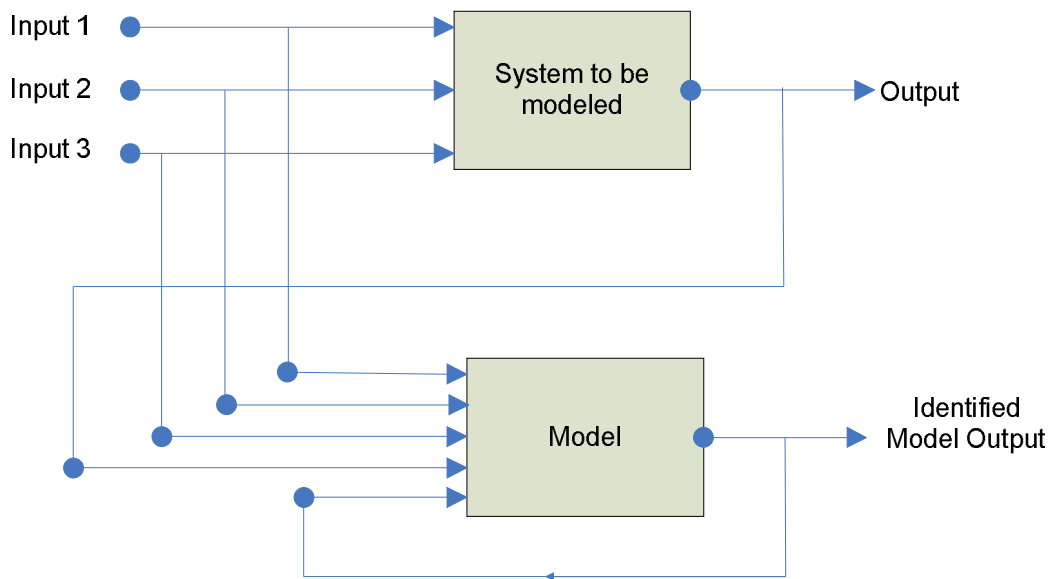 Input 1
Input 2
Input 3
System to be
modeled
Output
Model
Identified
Model Output